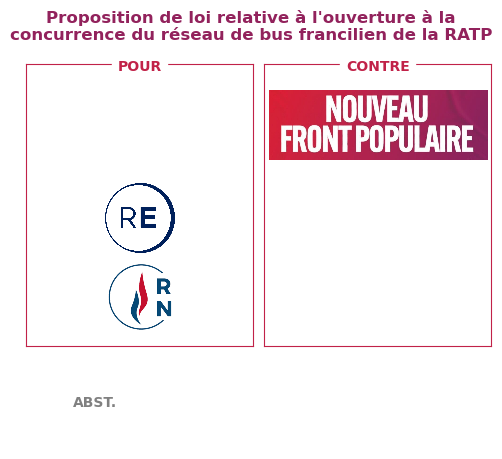 Proposition de loi relative à l'ouverture à la
concurrence du réseau de bus francilien de la RATP
POUR
CONTRE
NOUVEAU
FRONT POPULAIRE
RE
R
N
ABST.